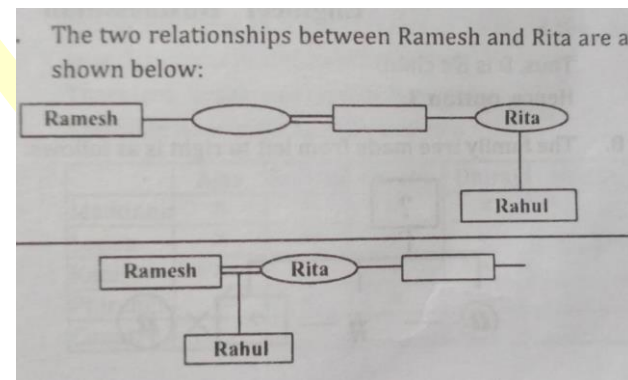 The two relationships between Ramesh and Rita are a
shown below:
Ramesh
Rita
Rahul
Ramesh
Rita
Rahul